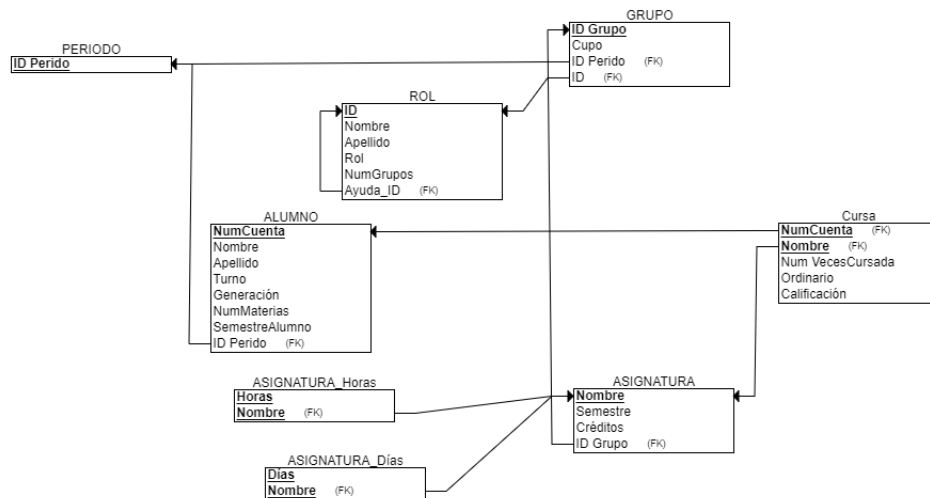 PERIODO
ID Perido
GRUPO
ID Grupo
Cupo
ID Perido (FK)
ID (FK)
ROL
ID
Nombre
Apellido
Rol
NumGrupos
Ayuda_ID (FK)
ALUMNO
NumCuenta
Nombre
Apellido
Turno
Generación
NumMaterias
SemestreAlumno
ID Perido (FK)
Cursa
NumCuenta (FK)
Nombre (FK)
Num VecesCursada
Ordinario
Calificación
ASIGNATURA_Horas
Horas
Nombre (FK)
ASIGNATURA
Nombre
Semestre
Créditos
ID Grupo (FK)
ASIGNATURA_Días
Días
Nombre (FK)